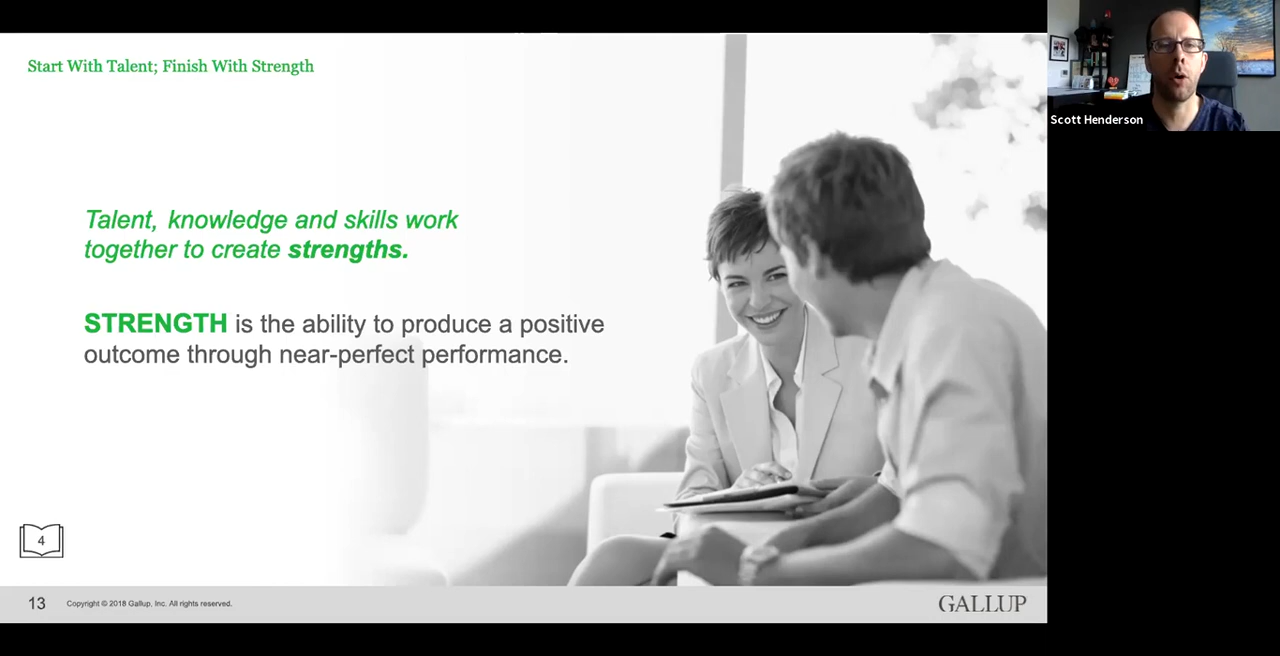 Start With Talent; Finish With Strength
Talent, knowledge and skills work
together to create strengths.
STRENGTH is the ability to produce a positive
outcome through near-perfect performance.
4
13
Copyright © 2018 Gallup, Inc. All rights reserved.
GALLUP
Scott Henderson